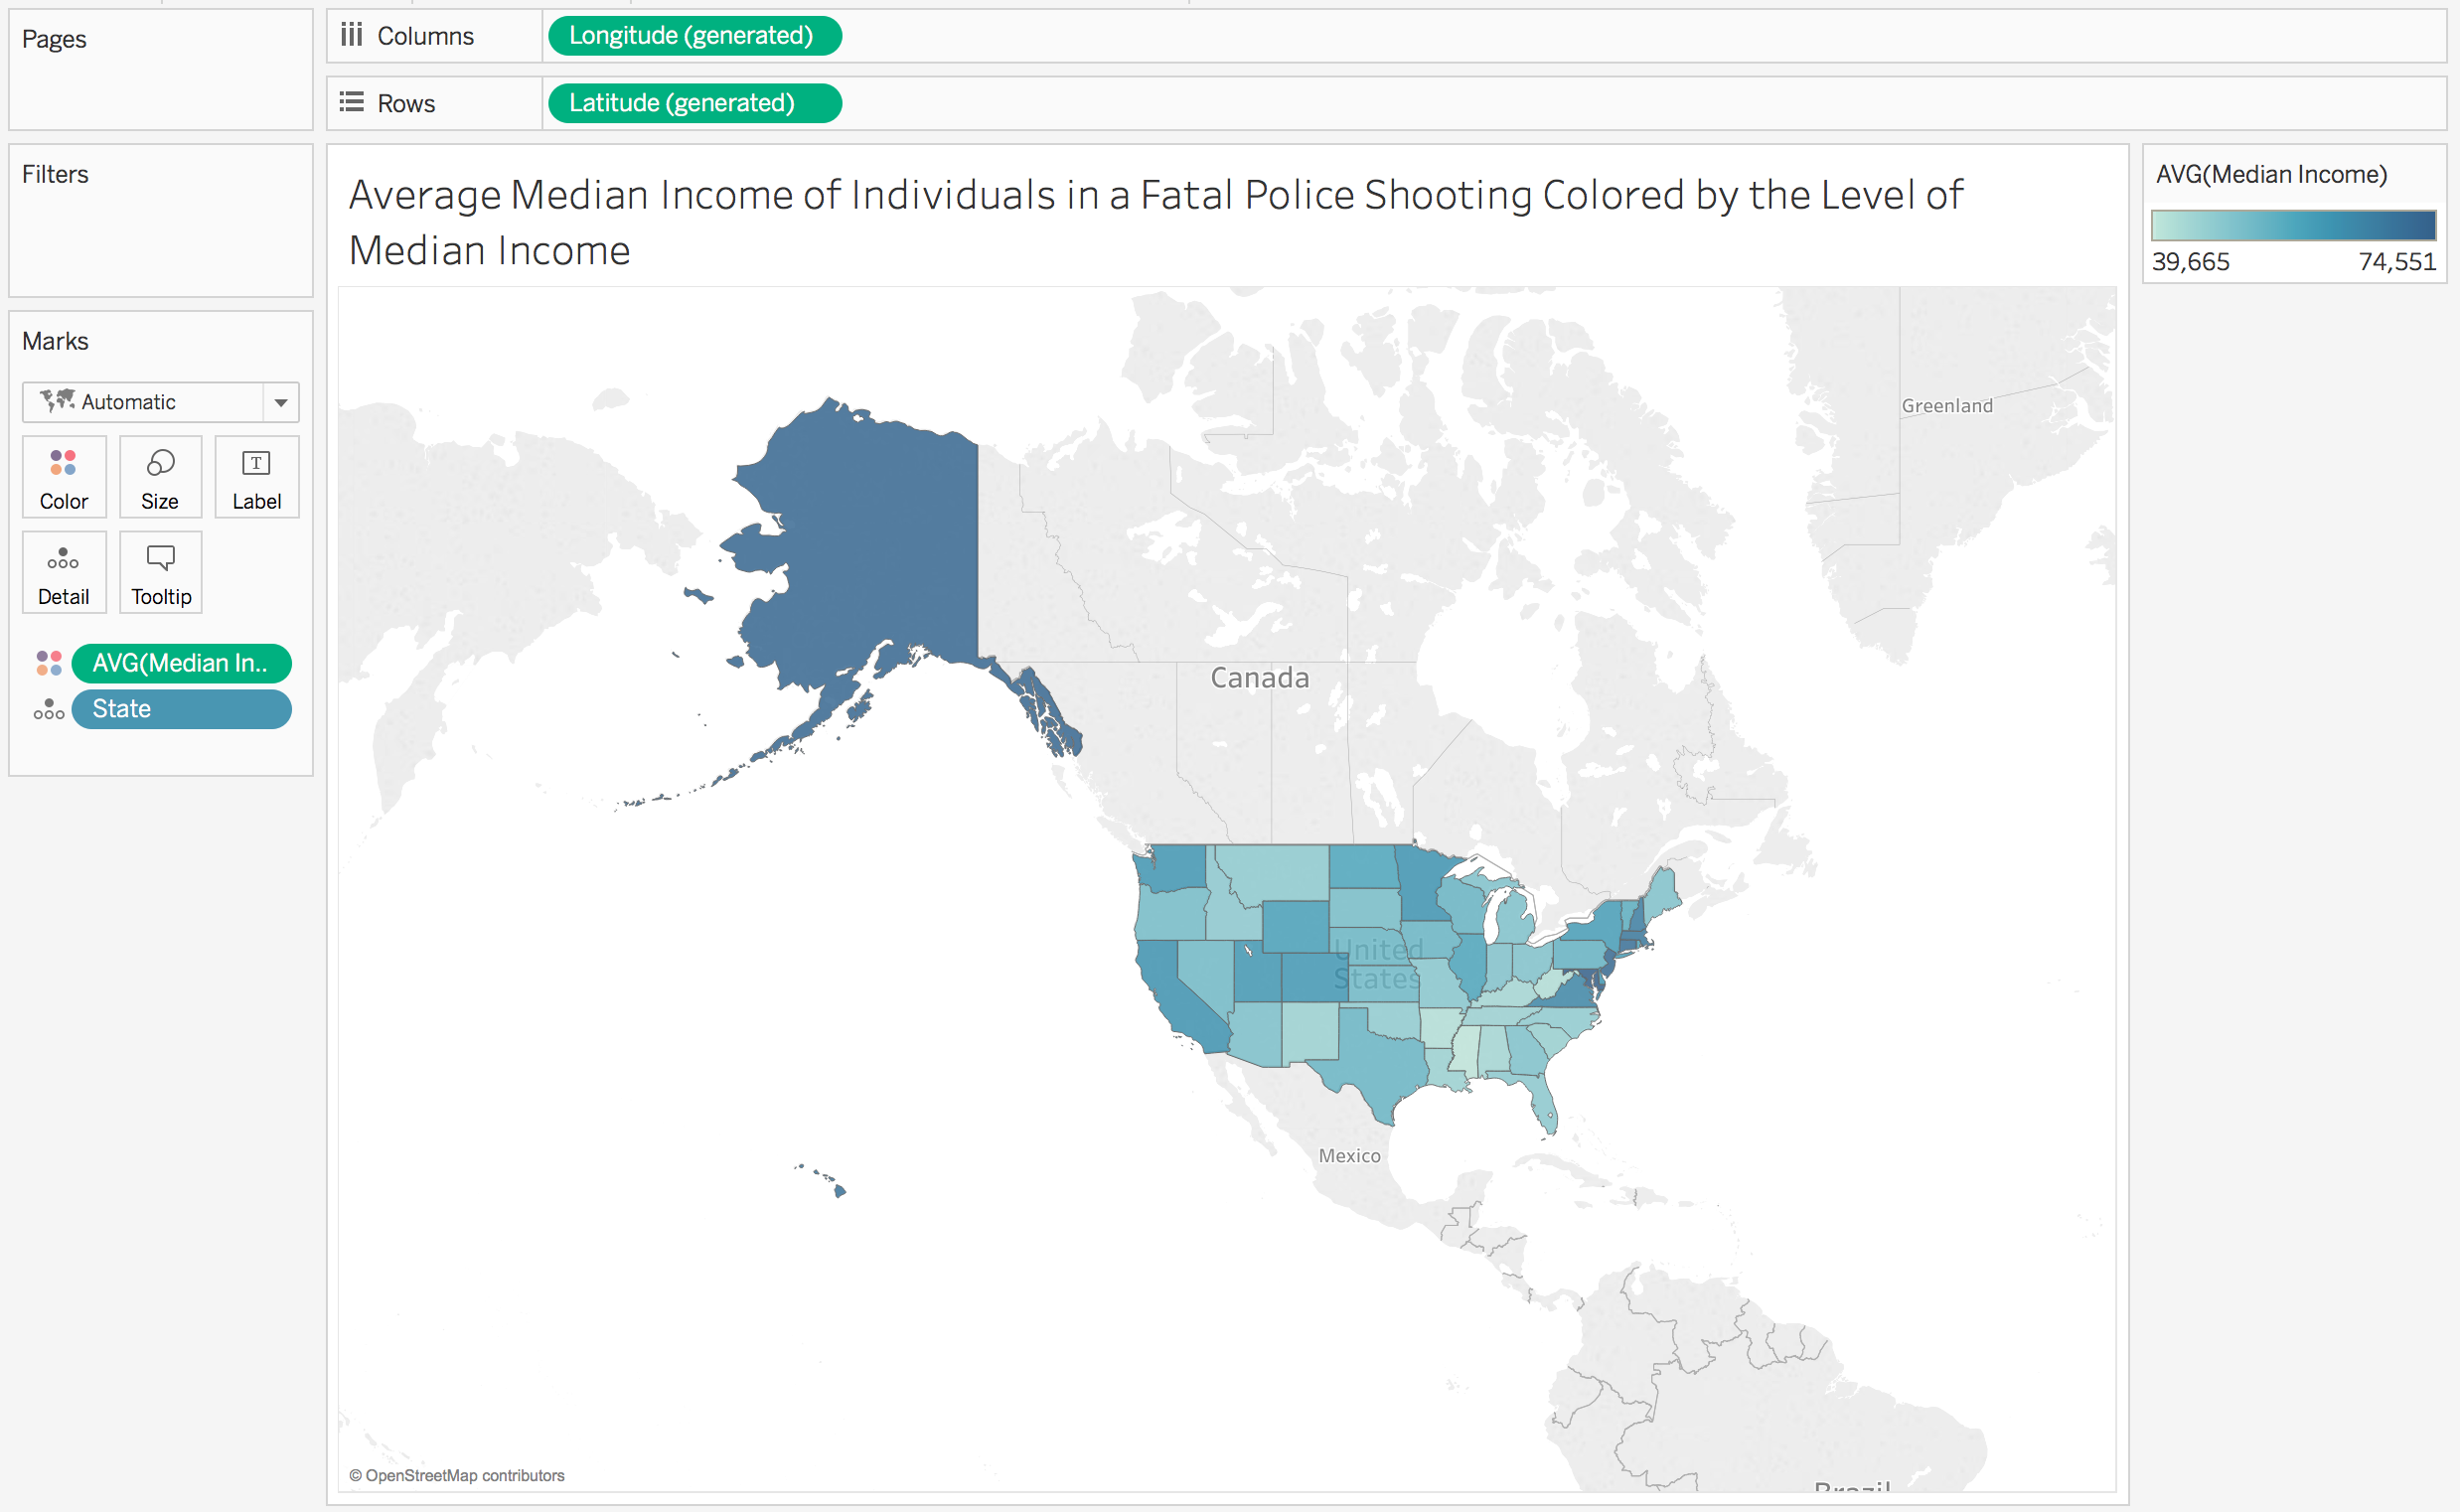 Pages
Columns
Longitude (generated)
Rows
Latitude (generated)
Filters
Marks
Automatic
Color
Size
T
Label
Detail
Tooltip
AVG(Median In..
State
Average Median Income of Individuals in a Fatal Police Shooting Colored by the Level of
Median Income
Greenland
Canada
United
States
Mexico
Brazil
© OpenStreetMap contributors
AVG(Median Income)
39,665
74,551